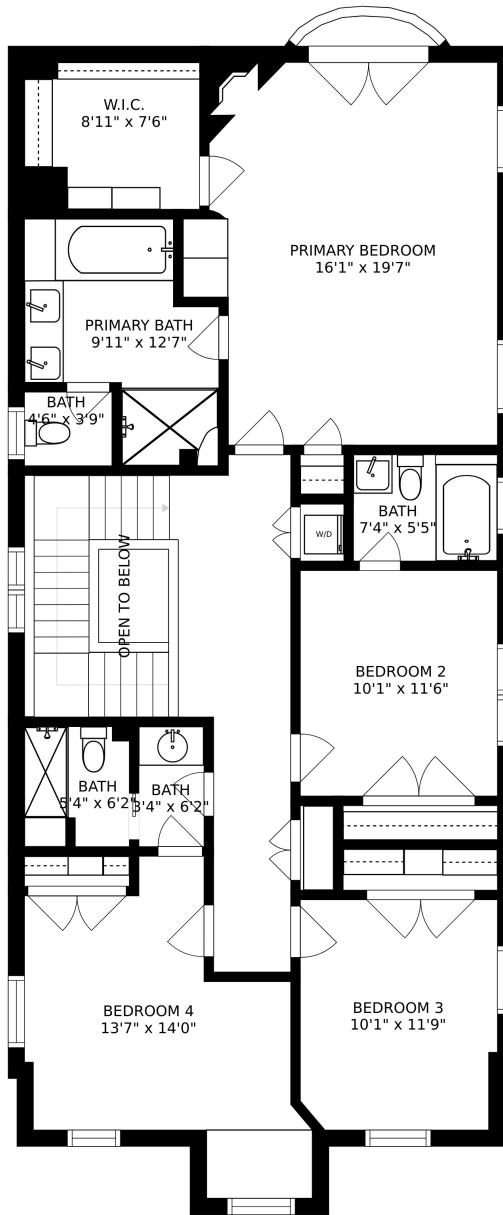 W.I.C.
8'11" x 7'6"
PRIMARY BEDROOM
16'1" x 19'7"
PRIMARY BATH
9'11" x 12'7"
BATH
4'6" x 3'9"
BATH
7'4" x 5'5"
W/D
OPEN TO BELOW
BEDROOM 2
10'1" x 11'6"
BATH
5'4" x 6'2"
BATH
3'4" x 6'2"
BEDROOM 4
13'7" x 14'0"
BEDROOM 3
10'1" x 11'9"